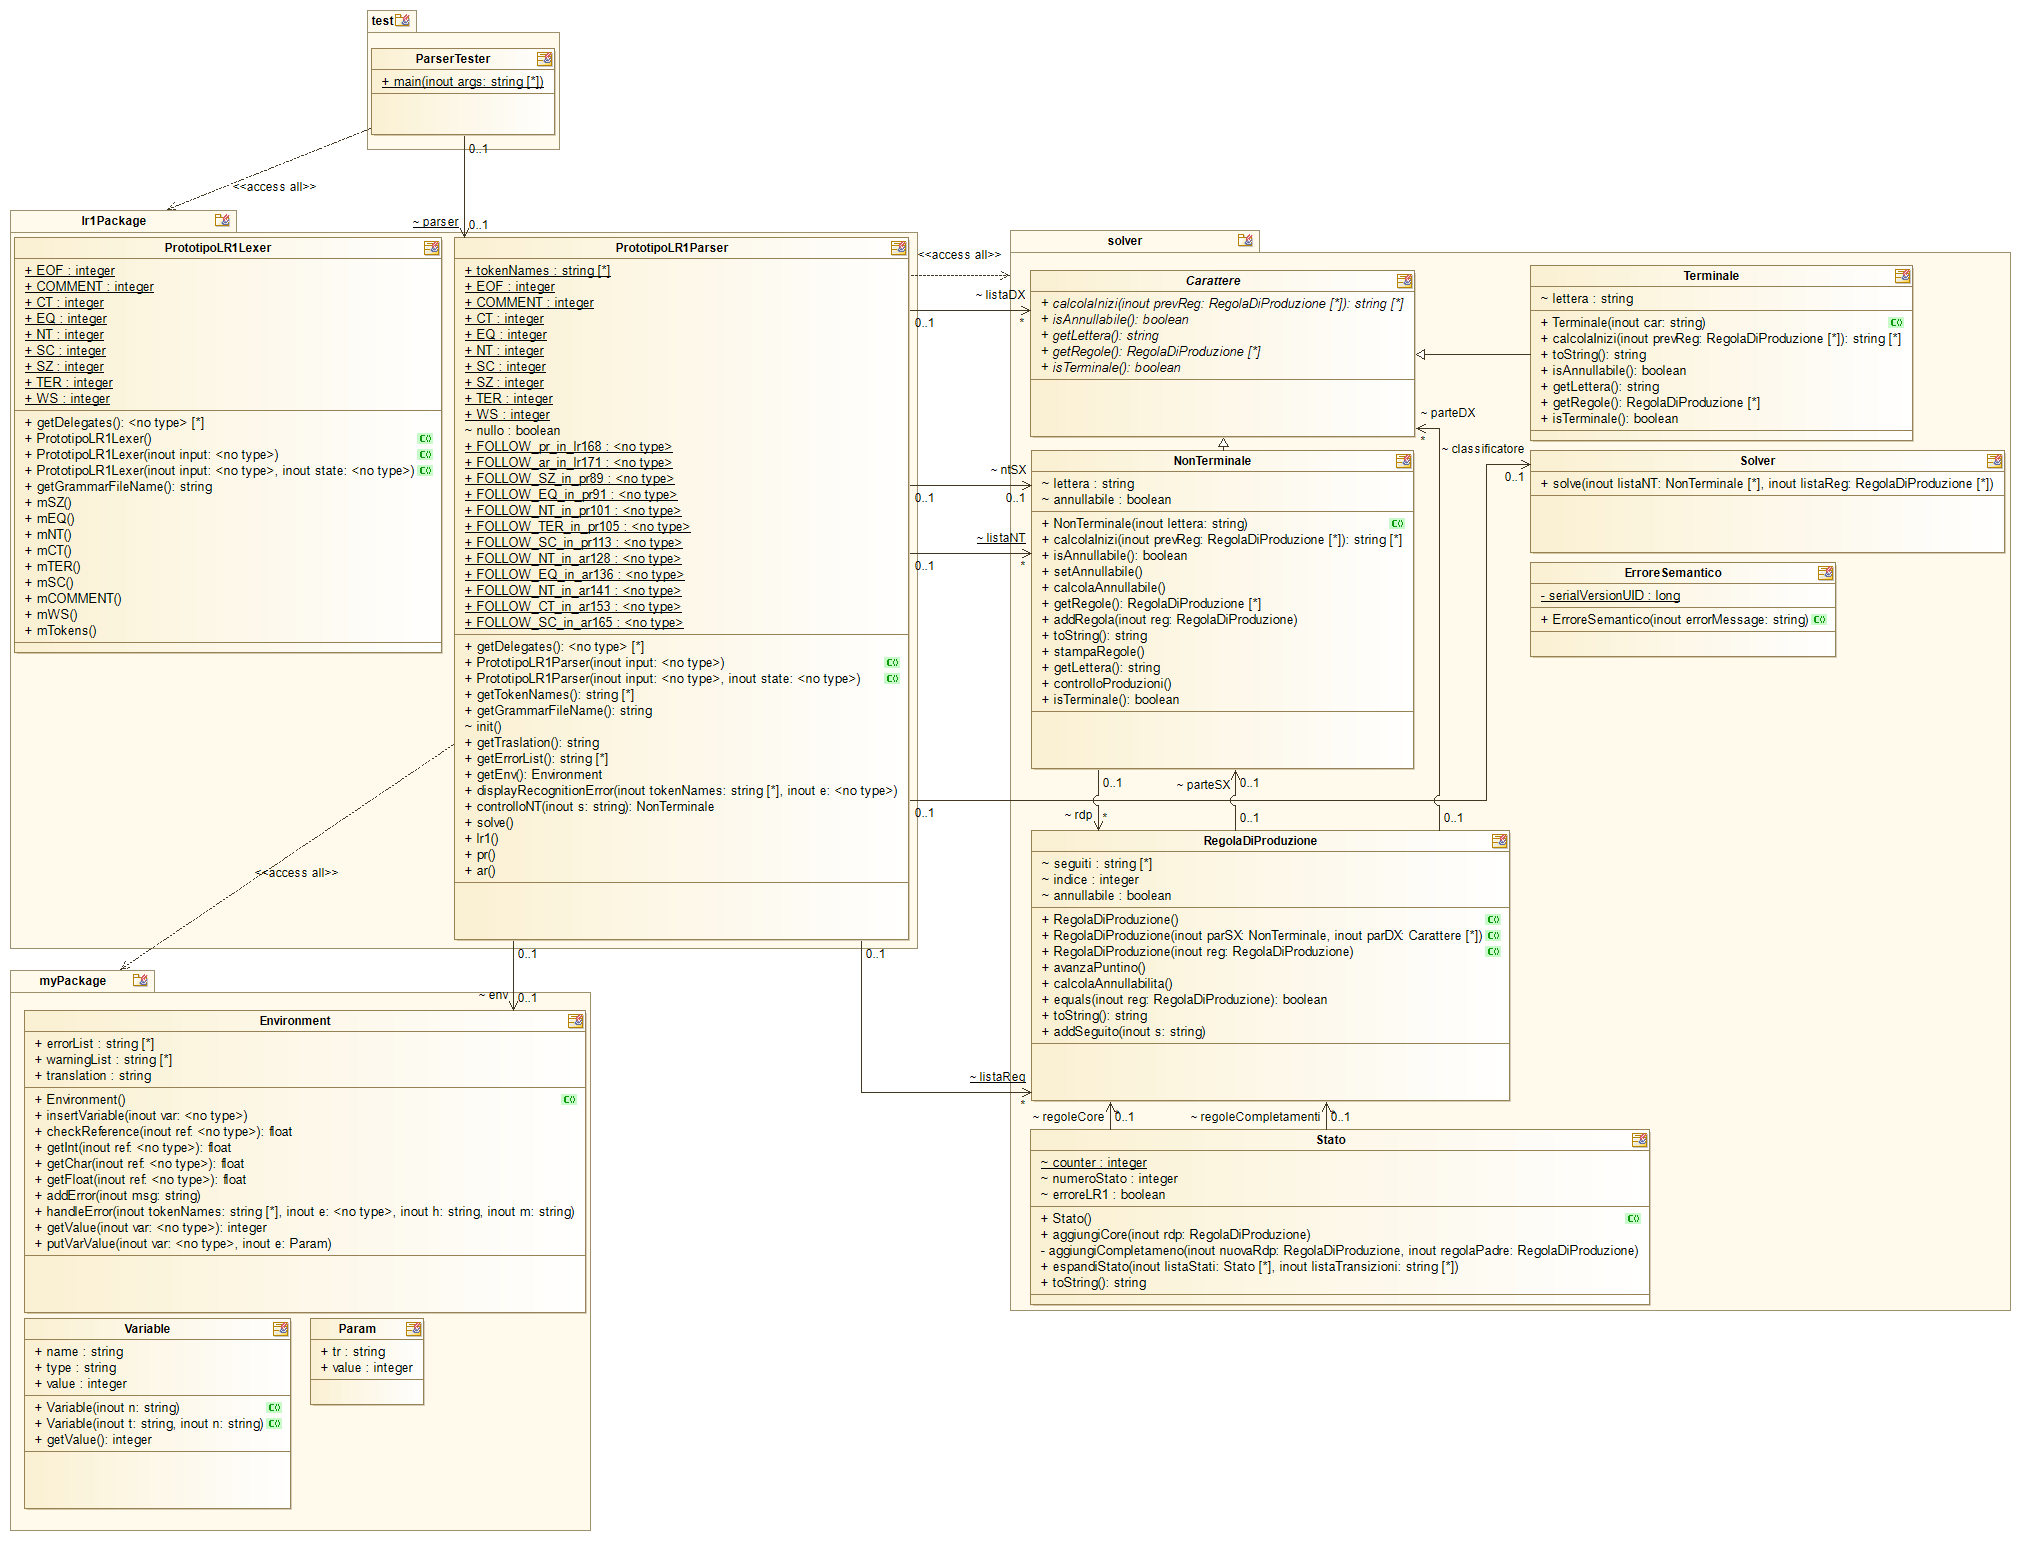 test
ParserTester
+ main(inout args: string [*])
0..1
<<access all>>
~ parser
0..1
lr1Package
PrototipoLR1Lexer
+ EOF : integer
+ COMMENT : integer
+ CT : integer
+ EQ : integer
+ NT : integer
+ SC : integer
+ SZ : integer
+ TER : integer
+ WS : integer
+ getDelegates(): <no type> [*]
+ PrototipoLR1Lexer()
+ PrototipoLR1Lexer(inout input: <no type>)
+ PrototipoLR1Lexer(inout input: <no type>, inout state: <no type>)
+ getGrammarFileName(): string
+ mSZ()
+ mEQ()
+ mNT()
+ mCT()
+ mTER()
+ mSC()
+ mCOMMENT()
+ mWS()
+ mTokens()
PrototipoLR1Parser
+ tokenNames : string [*]
+ EOF : integer
+ COMMENT : integer
+ CT : integer
+ EQ : integer
+ NT : integer
+ SC : integer
+ SZ : integer
+ TER : integer
+ WS : integer
~ nullo : boolean
+ FOLLOW_pr_in_lr168 : <no type>
+ FOLLOW_ar_in_lr171 : <no type>
+ FOLLOW_SZ_in_pr89 : <no type>
+ FOLLOW_EQ_in_pr91 : <no type>
+ FOLLOW_NT_in_pr101 : <no type>
+ FOLLOW_TER_in_pr105 : <no type>
+ FOLLOW_SC_in_pr113 : <no type>
+ FOLLOW_NT_in_ar128 : <no type>
+ FOLLOW_EQ_in_ar136 : <no type>
+ FOLLOW_NT_in_ar141 : <no type>
+ FOLLOW_CT_in_ar153 : <no type>
+ FOLLOW_SC_in_ar165 : <no type>
+ getDelegates(): <no type> [*]
+ PrototipoLR1Parser(inout input: <no type>)
+ PrototipoLR1Parser(inout input: <no type>, inout state: <no type>)
+ getTokenNames(): string [*]
+ getGrammarFileName(): string
~ init()
+ getTraslation(): string
+ getErrorList(): string [*]
+ getEnv(): Environment
+ displayRecognitionError(inout tokenNames: string [*], inout e: <no type>)
+ controlloNT(inout s: string): NonTerminale
+ solve()
+ lr1()
+ pr()
+ ar()
<<access all>>
~ listaDX
0..1
*
~ ntSX
0..1
0..1
~ listaNT
0..1
*
0..1
~ classificatore
0..1
<<access all>>
0..1
~ env
0..1
0..1
~ listaReg
*
solver
Carattere
+ calcolaInizi(inout prevReg: RegolaDiProduzione [*]): string [*]
+ isAnnullabile(): boolean
+ getLettera(): string
+ getRegole(): RegolaDiProduzione [*]
+ isTerminale(): boolean
Terminale
~ lettera : string
+ Terminale(inout car: string)
+ calcolaInizi(inout prevReg: RegolaDiProduzione [*]): string [*]
+ toString(): string
+ isAnnullabile(): boolean
+ getLettera(): string
+ getRegole(): RegolaDiProduzione [*]
+ isTerminale(): boolean
~ parteDX
*
NonTerminale
~ lettera : string
~ annullabile : boolean
+ NonTerminale(inout lettera: string)
+ calcolaInizi(inout prevReg: RegolaDiProduzione [*]): string [*]
+ isAnnullabile(): boolean
+ setAnnullabile()
+ calcolaAnnullabile()
+ getRegole(): RegolaDiProduzione [*]
+ addRegola(inout reg: RegolaDiProduzione)
+ toString(): string
+ stampaRegole()
+ getLettera(): string
+ controlloProduzioni()
+ isTerminale(): boolean
Solver
+ solve(inout listaNT: NonTerminale [*], inout listaReg: RegolaDiProduzione [*])
ErroreSemantico
- serialVersionUID : long
+ ErroreSemantico(inout errorMessage: string)
0..1
~ rdp
*
~ parteSX
0..1
0..1
0..1
RegolaDiProduzione
~ seguiti : string [*]
~ indice : integer
~ annullabile : boolean
+ RegolaDiProduzione()
+ RegolaDiProduzione(inout parSX: NonTerminale, inout parDX: Carattere [*])
+ RegolaDiProduzione(inout reg: RegolaDiProduzione)
+ avanzaPuntino()
+ calcolaAnnullabilita()
+ equals(inout reg: RegolaDiProduzione): boolean
+ toString(): string
+ addSeguito(inout s: string)
~ regoleCore
0..1
~ regoleCompletamenti
0..1
Stato
~ counter : integer
~ numeroStato : integer
~ erroreLR1 : boolean
+ Stato()
+ aggiungiCore(inout rdp: RegolaDiProduzione)
- aggiungiCompletameno(inout nuovaRdp: RegolaDiProduzione, inout regolaPadre: RegolaDiProduzione)
+ espandiStato(inout listaStati: Stato [*], inout listaTransizioni: string [*])
+ toString(): string
myPackage
Environment
+ errorList : string [*]
+ warningList : string [*]
+ translation : string
+ Environment()
+ insertVariable(inout var: <no type>)
+ checkReference(inout ref: <no type>): float
+ getInt(inout ref: <no type>): float
+ getChar(inout ref: <no type>): float
+ getFloat(inout ref: <no type>): float
+ addError(inout msg: string)
+ handleError(inout tokenNames: string [*], inout e: <no type>, inout h: string, inout m: string)
+ getValue(inout var: <no type>): integer
+ putVarValue(inout var: <no type>, inout e: Param)
Variable
+ name : string
+ type : string
+ value : integer
+ Variable(inout n: string)
+ Variable(inout t: string, inout n: string)
+ getValue(): integer
Param
+ tr : string
+ value : integer